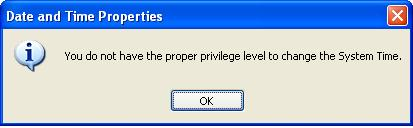 Date and Time Properties
You do not have the proper privilege level to change the System Time.
OK